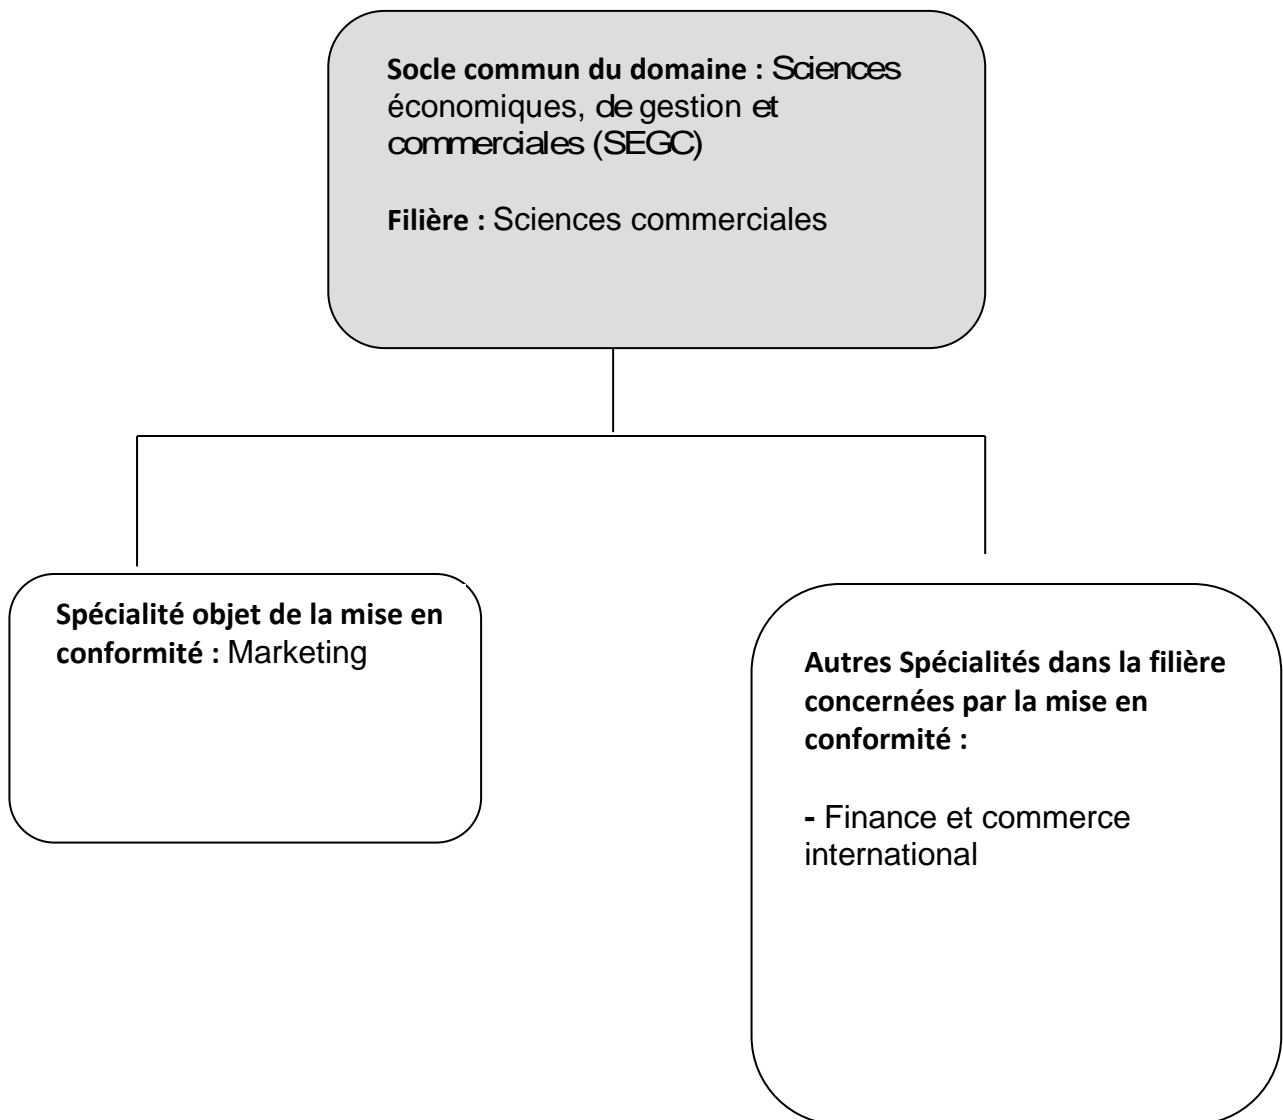 Socle commun du domaine : Sciences
économiques, de gestion et
commerciales (SEGC)
Filière : Sciences commerciales
Spécialité objet de la mise en
conformité : Marketing
Autres Spécialités dans la filière
concernées par la mise en
conformité :
- Finance et commerce
international